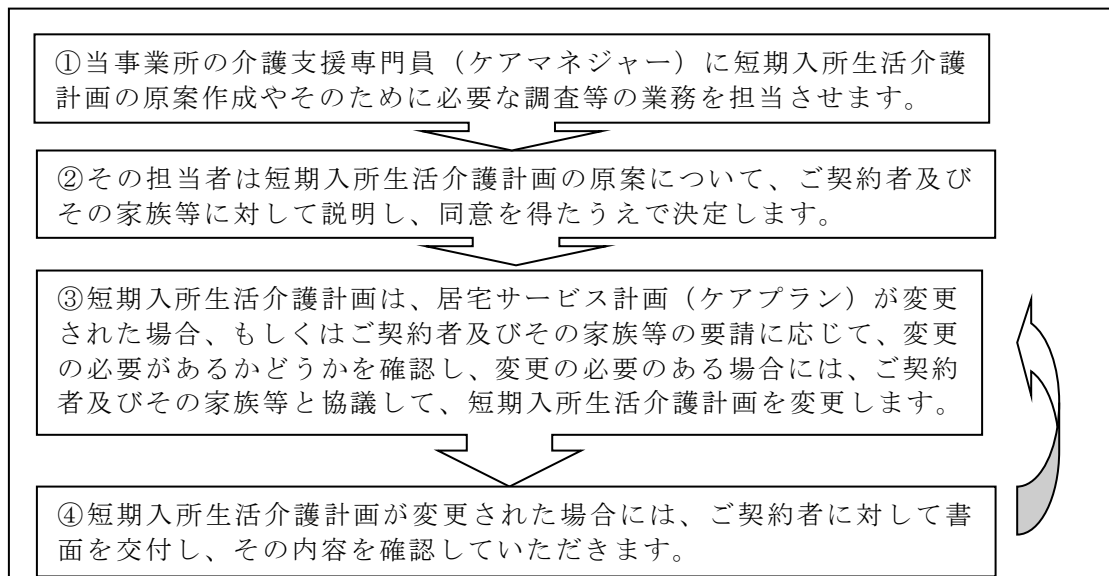 ①当事業所の介護支援専門員（ケアマネジャー）に短期入所生活介護
計画の原案作成やそのために必要な調査等の業務を担当させます。
②その担当者は短期入所生活介護計画の原案について、ご契約者及び
その家族等に対して説明し、同意を得たうえで決定します。
③短期入所生活介護計画は、居宅サービス計画（ケアプラン）が変更
された場合、もしくはご契約者及びその家族等の要請に応じて、変更
の必要があるかどうかを確認し、変更の必要のある場合には、ご契約
者及びその家族等と協議して、短期入所生活介護計画を変更します。
④短期入所生活介護計画が変更された場合には、ご契約者に対して書
面を交付し、その内容を確認していただきます。